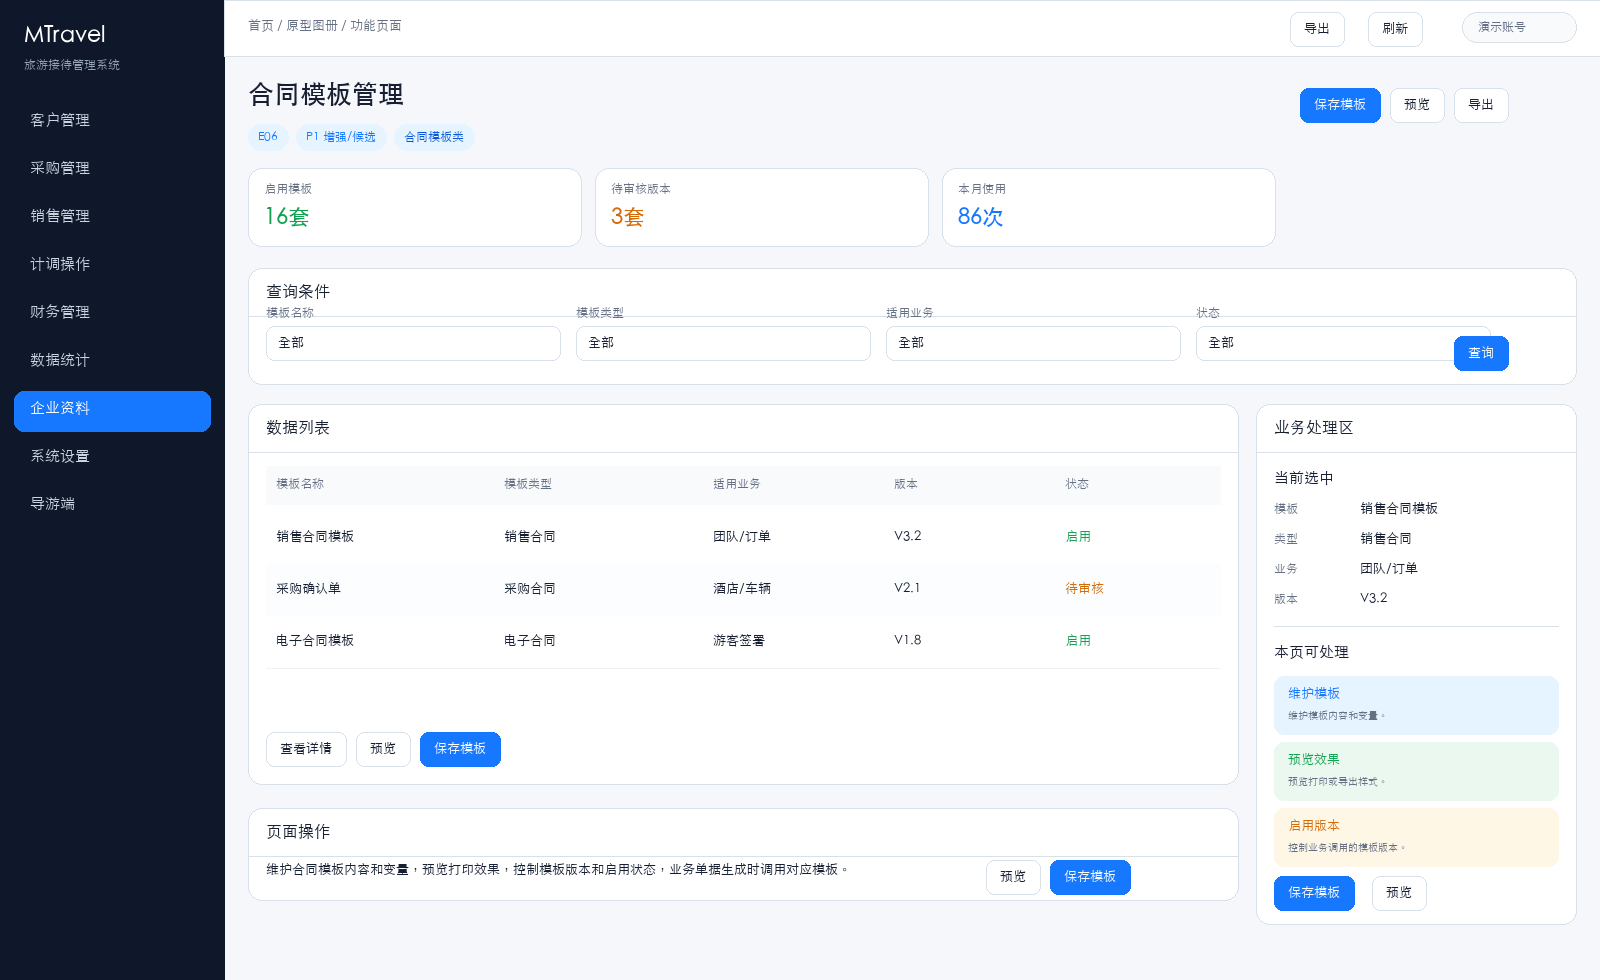 MTravel
旅游接待管理系统
客户管理
采购管理
销售管理
计调操作
财务管理
数据统计
企业资料
系统设置
导游端
首页 / 原型图册 / 功能页面
导出
刷新
演示账号
合同模板管理
保存模板
预览
导出
E06
P1 增强/候选
合同模板类
启用模板
16套
待审核版本
3套
本月使用
86次
查询条件
模板名称
模板类型
适用业务
状态
全部
全部
全部
全部
查询
数据列表
模板名称 模板类型 适用业务 版本 状态
销售合同模板 销售合同 团队/订单 V3.2 启用
采购确认单 采购合同 酒店/车辆 V2.1 待审核
电子合同模板 电子合同 游客签署 V1.8 启用
查看详情
预览
保存模板
页面操作
维护合同模板内容和变量，预览打印效果，控制模板版本和启用状态，业务单据生成时调用对应模板。
预览
保存模板
业务处理区
当前选中
模板 销售合同模板
类型 销售合同
业务 团队/订单
版本 V3.2
本页可处理
维护模板
维护模板内容和变量。
预览效果
预览打印或导出样式。
启用版本
控制业务调用的模板版本。
保存模板
预览